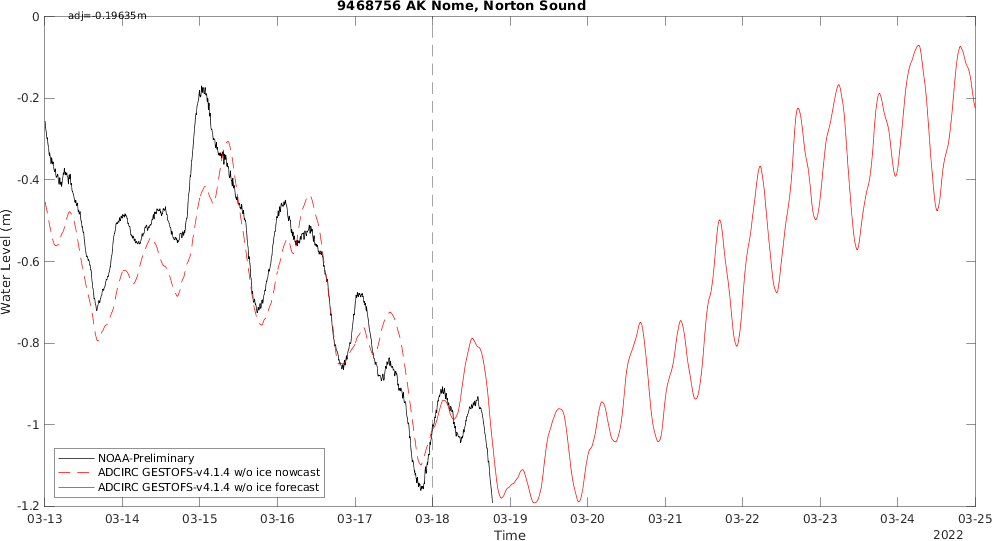 9468756 AK Nome, Norton Sound
adj=-0.19635m
0
-0.2
-0.4
-0.6
-0.8
-1
-1.2
Water Level (m)
NOAA-Preliminary
ADCIRC GESTOFS-v4.1.4 w/o ice nowcast
ADCIRC GESTOFS-v4.1.4 w/o ice forecast
03-13 03-14 03-15 03-16 03-17 03-18 03-19 03-20 03-21 03-22 03-23 03-24 03-25
Time
2022